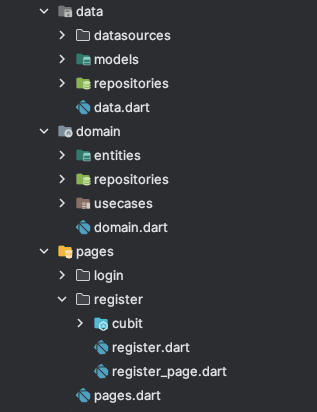 data
datasources
models
repositories
data.dart
domain
entities
repositories
usecases
domain.dart
pages
login
register
cubit
register.dart
register_page.dart
pages.dart